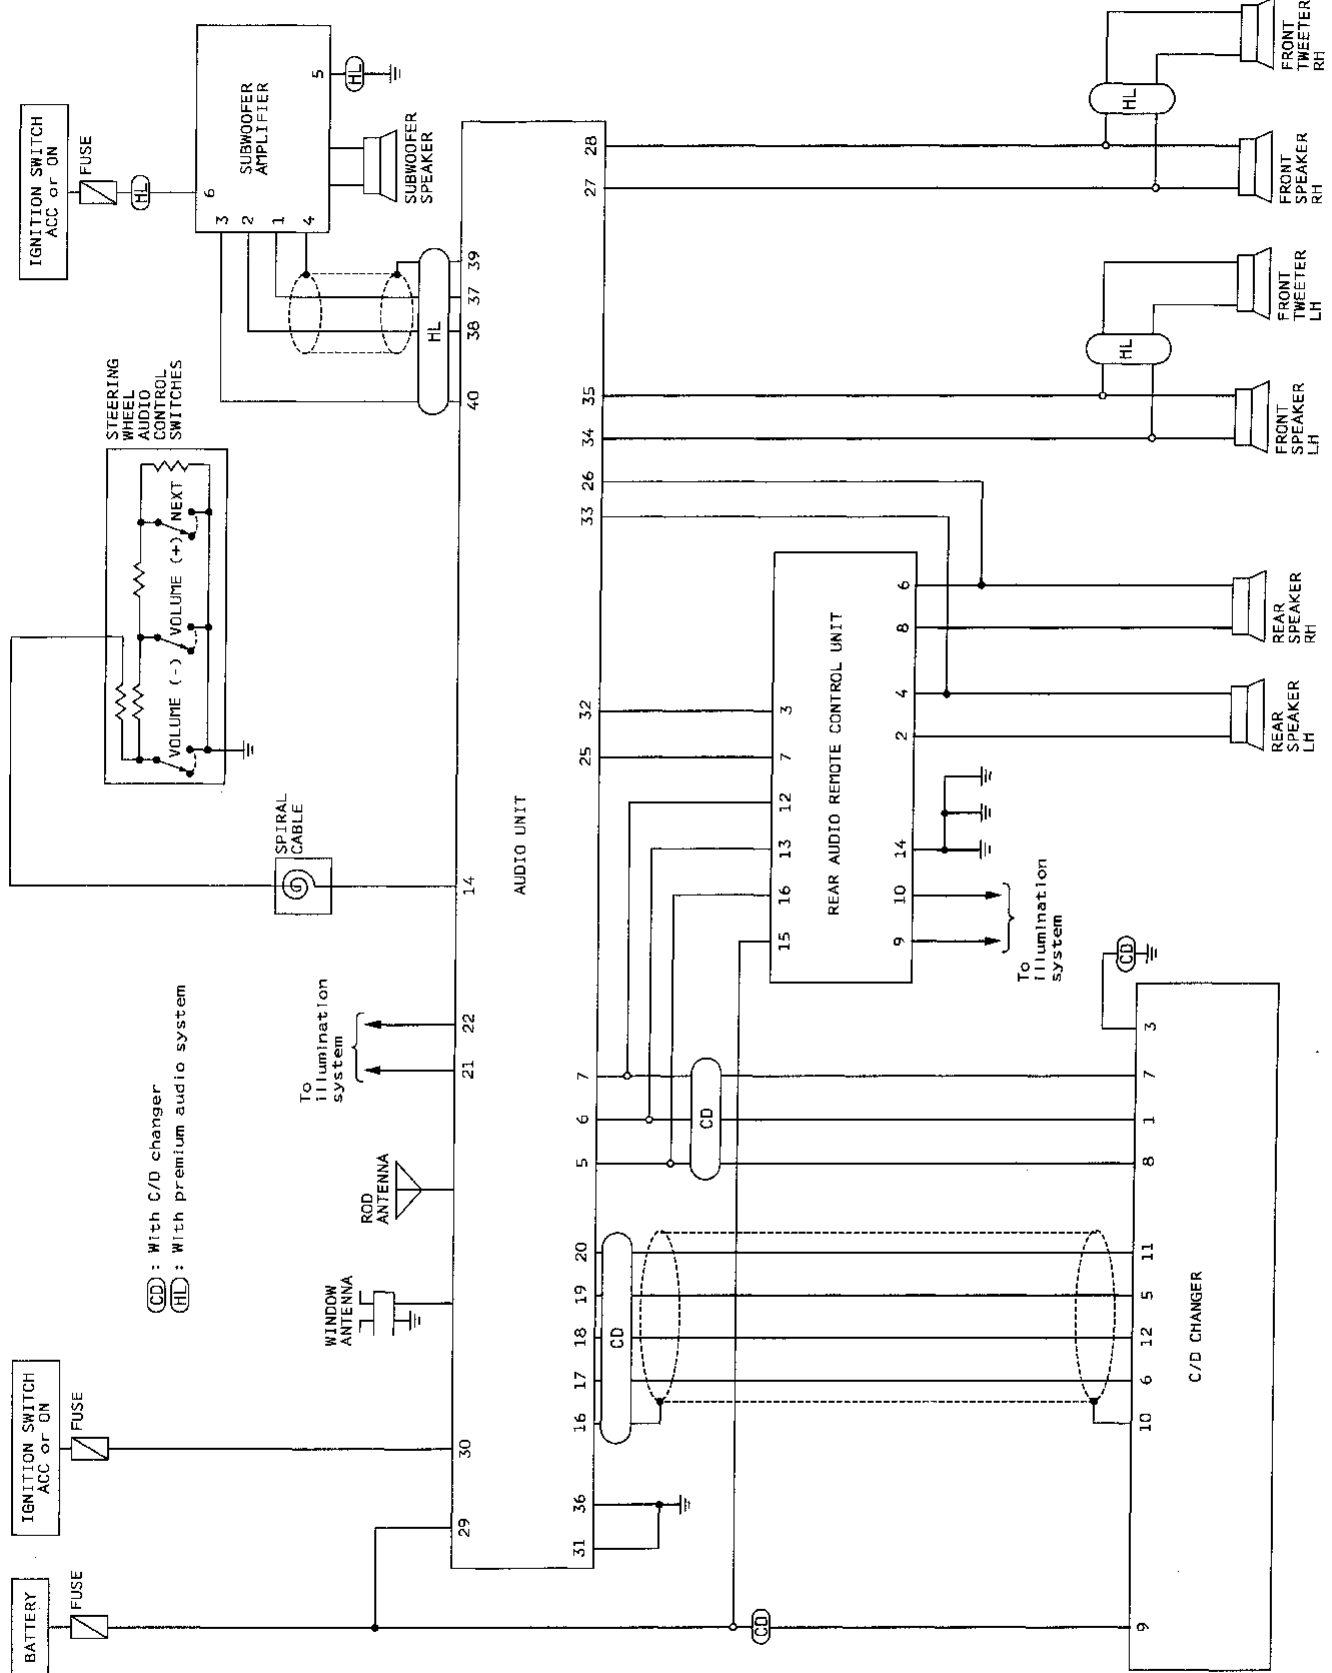 BATTERY
FUSE
IGNITION SWITCH
ACC or ON
FUSE
WINDOW
ANTENNA
ROD
ANTENNA
To
illumination
system
(CD) : With C/D changer
(HL) : With premium audio system
SPIRAL
CABLE
STEERING
WHEEL
AUDIO
CONTROL
SWITCHES
VOLUME (-)
VOLUME (+)
NEXT
IGNITION SWITCH
ACC or ON
FUSE
HL
6
SUBWOOFER
AMPLIFIER
3
2
1
4
5
HL
SUBWOOFER
SPEAKER
HL
29
30
21
22
14
40
38
37
39
AUDIO UNIT
31
36
16
17
18
19
20
5
6
7
25
32
33
26
34
35
27
28
CD
CD
CD
15
16
13
12
7
3
REAR AUDIO REMOTE CONTROL UNIT
9
10
14
2
4
8
6
To
illumination
system
CD
HL
HL
9
10
6
12
5
11
8
1
7
3
C/D CHANGER
REAR
SPEAKER
LH
REAR
SPEAKER
RH
FRONT
SPEAKER
LH
FRONT
TWEETER
LH
FRONT
SPEAKER
RH
FRONT
TWEETER
RH